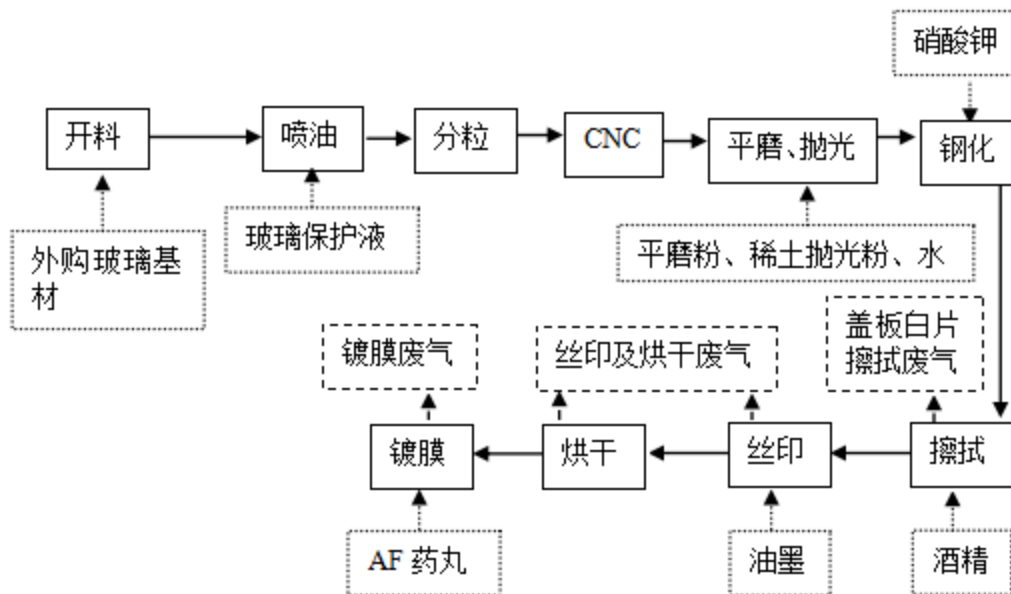 硝酸钾
开料
喷油
分粒
CNC
平磨、抛光
钢化
外购玻璃基
材
玻璃保护液
平磨粉、稀土抛光粉、水
镀膜废气
丝印及烘干废气
盖板白片
擦拭废气
镀膜
烘干
丝印
擦拭
AF 药丸
油墨
酒精